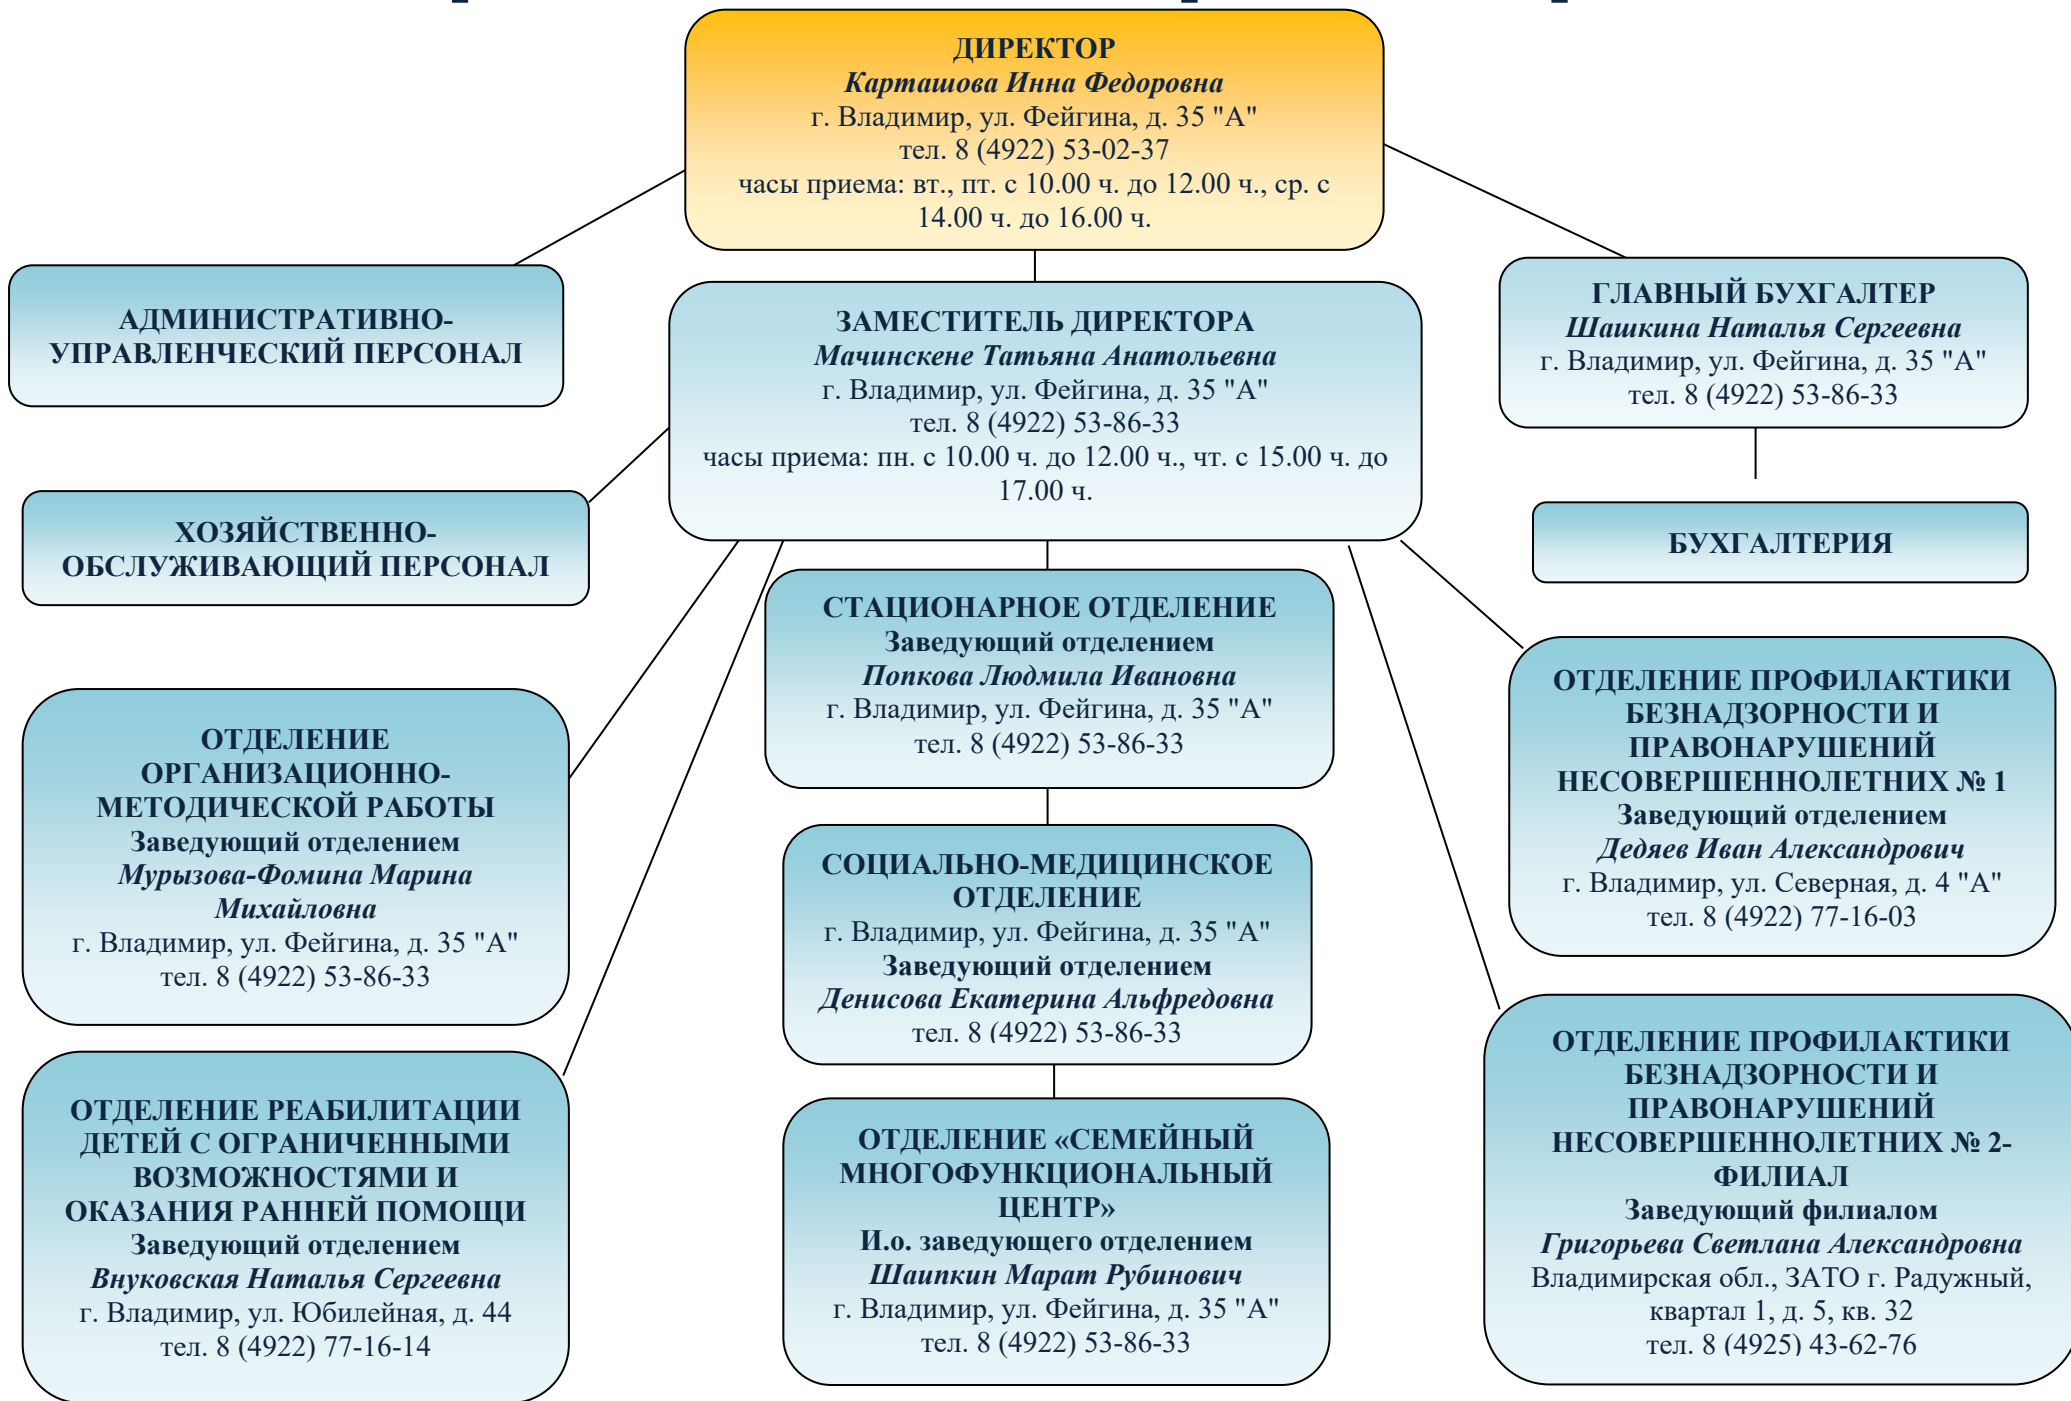 ДИРЕКТОР
Карташова Инна Федоровна
г. Владимир, ул. Фейгина, д. 35 "А"
тел. 8 (4922) 53-02-37
часы приема: вт., пт. с 10.00 ч. до 12.00 ч., ср. с
14.00 ч. до 16.00 ч.
АДМИНИСТРАТИВНО-
УПРАВЛЕНЧЕСКИЙ ПЕРСОНАЛ
ЗАМЕСТИТЕЛЬ ДИРЕКТОРА
Мачинскене Татьяна Анатольевна
г. Владимир, ул. Фейгина, д. 35 "А"
тел. 8 (4922) 53-86-33
часы приема: пн. с 10.00 ч. до 12.00 ч., чт. с 15.00 ч. до
17.00 ч.
ГЛАВНЫЙ БУХГАЛТЕР
Шашкина Наталья Сергеевна
г. Владимир, ул. Фейгина, д. 35 "А"
тел. 8 (4922) 53-86-33
ХОЗЯЙСТВЕННО-
ОБСЛУЖИВАЮЩИЙ ПЕРСОНАЛ
БУХГАЛТЕРИЯ
СТАЦИОНАРНОЕ ОТДЕЛЕНИЕ
Заведующий отделением
Попкова Людмила Ивановна
г. Владимир, ул. Фейгина, д. 35 "А"
тел. 8 (4922) 53-86-33
ОТДЕЛЕНИЕ
ОРГАНИЗАЦИОННО-
МЕТОДИЧЕСКОЙ РАБОТЫ
Заведующий отделением
Мурызова-Фомина Марина
Михайловна
г. Владимир, ул. Фейгина, д. 35 "А"
тел. 8 (4922) 53-86-33
СОЦИАЛЬНО-МЕДИЦИНСКОЕ
ОТДЕЛЕНИЕ
г. Владимир, ул. Фейгина, д. 35 "А"
Заведующий отделением
Денисова Екатерина Альфредовна
тел. 8 (4922) 53-86-33
ОТДЕЛЕНИЕ ПРОФИЛАКТИКИ
БЕЗНАДЗОРНОСТИ И
ПРАВОНАРУШЕНИЙ
НЕСОВЕРШЕННОЛЕТНИХ № 1
Заведующий отделением
Дедяев Иван Александрович
г. Владимир, ул. Северная, д. 4 "А"
тел. 8 (4922) 77-16-03
ОТДЕЛЕНИЕ РЕАБИЛИТАЦИИ
ДЕТЕЙ С ОГРАНИЧЕННЫМИ
ВОЗМОЖНОСТЯМИ И
ОКАЗАНИЯ РАННЕЙ ПОМОЩИ
Заведующий отделением
Внуковская Наталья Сергеевна
г. Владимир, ул. Юбилейная, д. 44
тел. 8 (4922) 77-16-14
ОТДЕЛЕНИЕ «СЕМЕЙНЫЙ
МНОГОФУНКЦИОНАЛЬНЫЙ
ЦЕНТР»
И.о. заведующего отделением
Шаипкин Марат Рубинович
г. Владимир, ул. Фейгина, д. 35 "А"
тел. 8 (4922) 53-86-33
ОТДЕЛЕНИЕ ПРОФИЛАКТИКИ
БЕЗНАДЗОРНОСТИ И
ПРАВОНАРУШЕНИЙ
НЕСОВЕРШЕННОЛЕТНИХ № 2-
ФИЛИАЛ
Заведующий филиалом
Григорьева Светлана Александровна
Владимирская обл., ЗАТО г. Радужный,
квартал 1, д. 5, кв. 32
тел. 8 (4925) 43-62-76